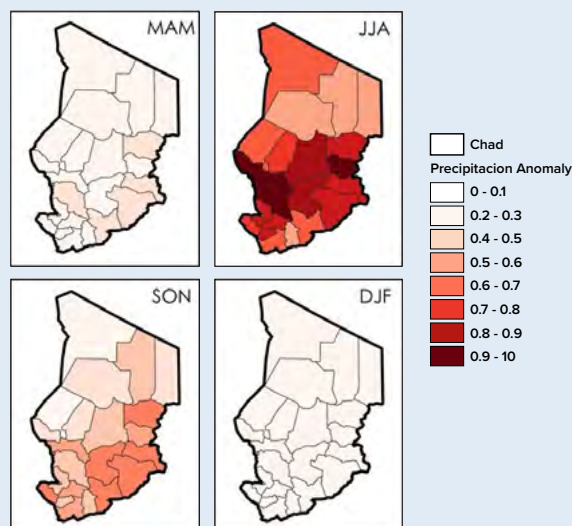 MAM
JJA
SON
DJF
Chad
Precipitacion Anomaly
0 - 0.1
0.2 - 0.3
0.4 - 0.5
0.5 - 0.6
0.6 - 0.7
0.7 - 0.8
0.8 - 0.9
0.9 - 10